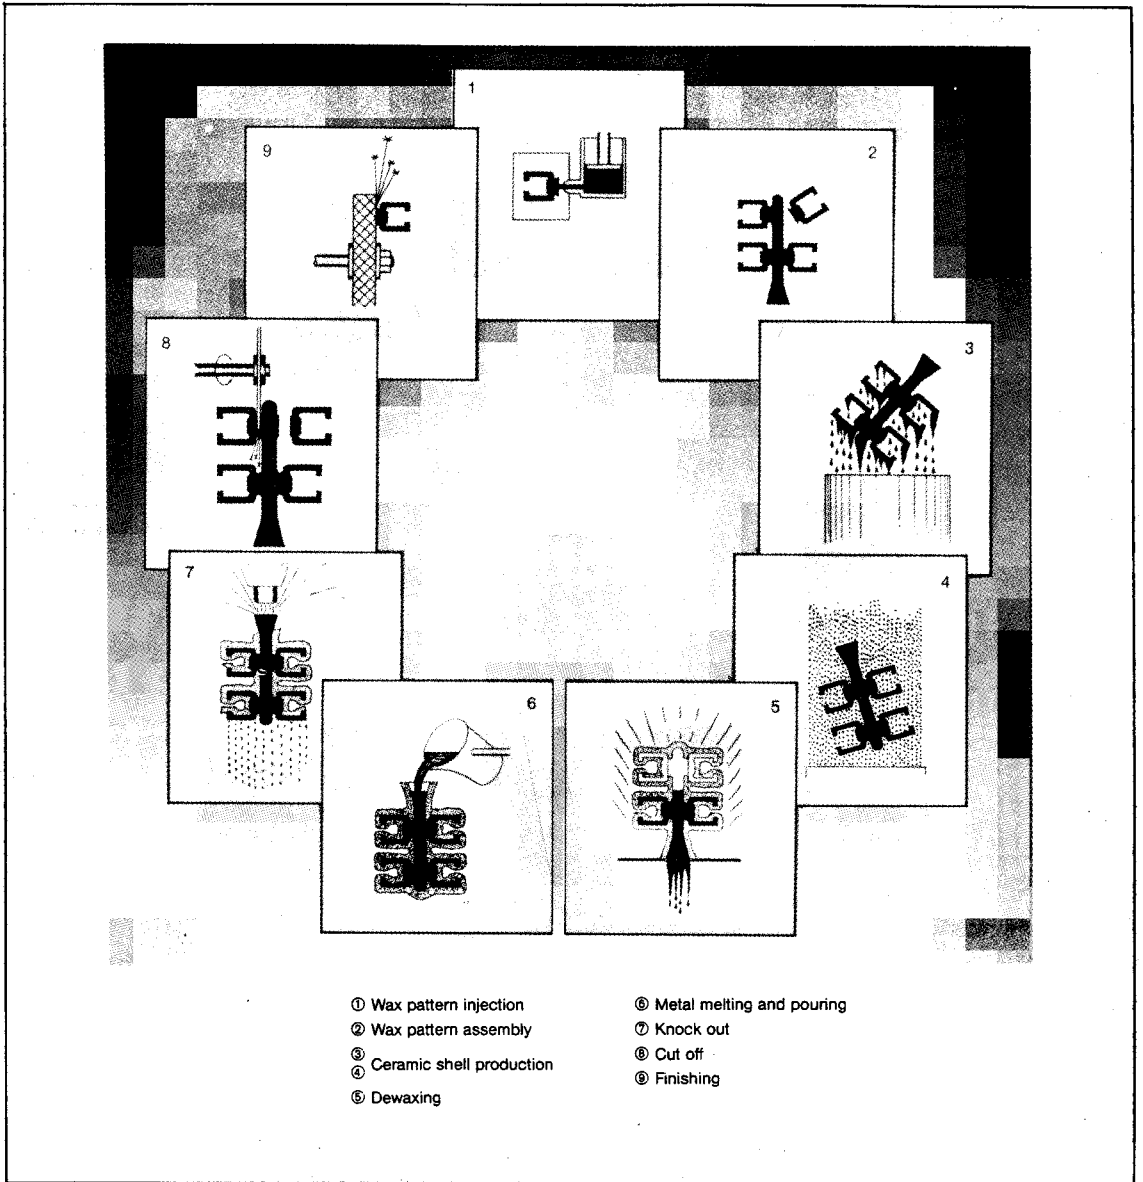 1
9
2
8
3
7
4
6
5
① Wax pattern injection
② Wax pattern assembly
③
④ Ceramic shell production
⑤ Dewaxing
⑥ Metal melting and pouring
⑦ Knock out
⑧ Cut off
⑨ Finishing